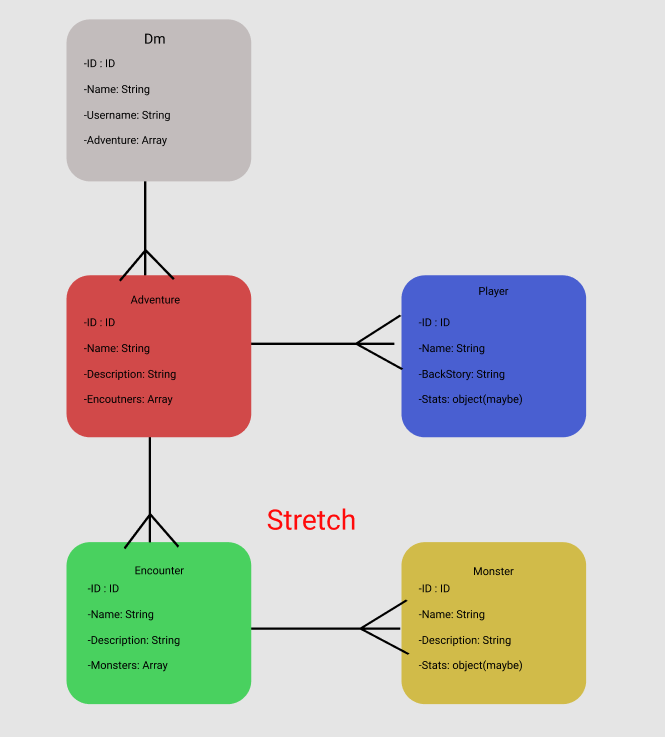 Dm
-ID : ID
-Name: String
-Username: String
-Adventure: Array
Adventure
-ID : ID
-Name: String
-Description: String
-Encoutners: Array
Player
-ID : ID
-Name: String
-BackStory: String
-Stats: object(maybe)
Stretch
Encounter
-ID : ID
-Name: String
-Description: String
-Monsters: Array
Monster
-ID : ID
-Name: String
-Description: String
-Stats: object(maybe)